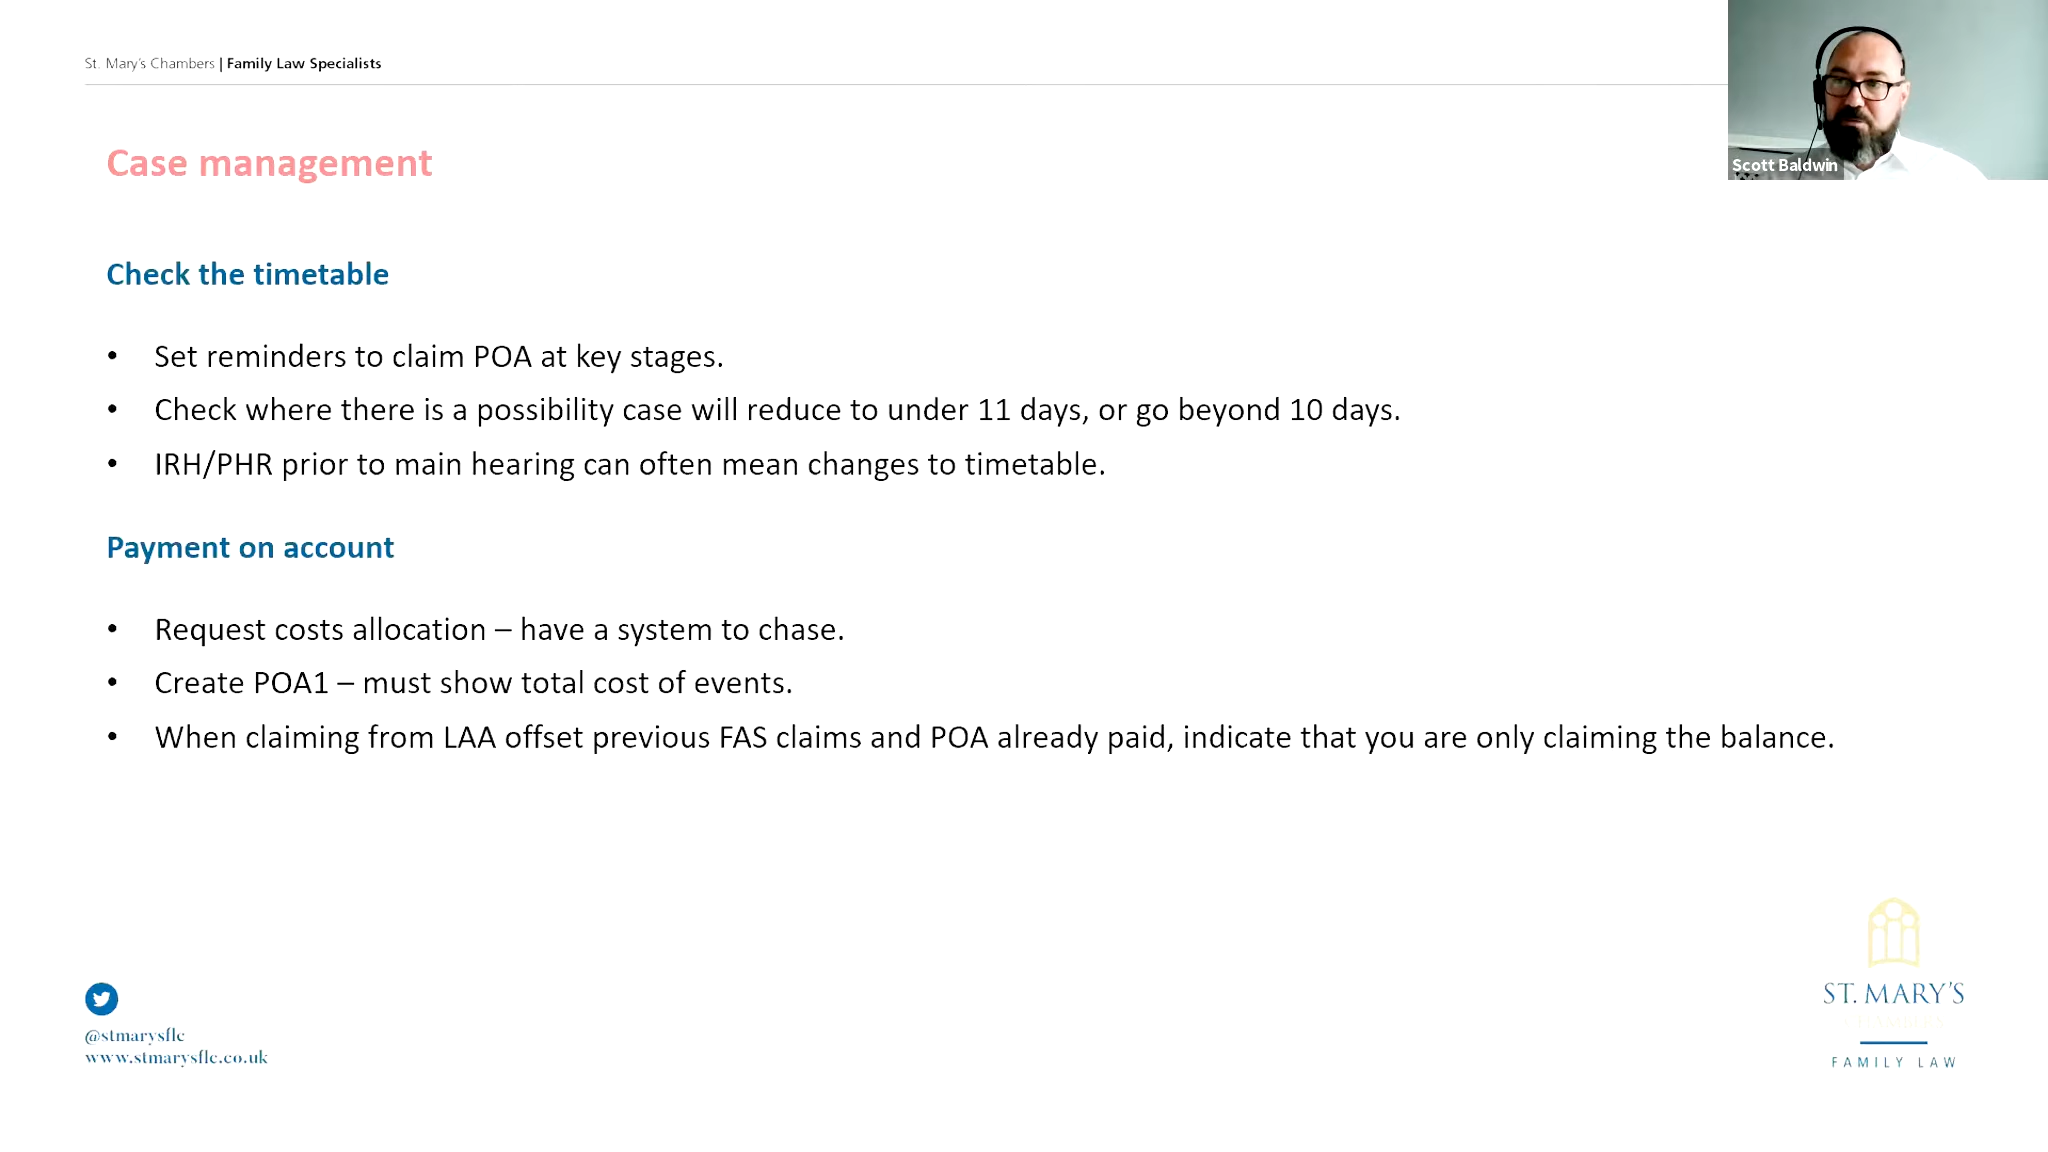 St. Mary's Chambers | Family Law Specialists
Scott Baldwin
Case management
Check the timetable
• Set reminders to claim POA at key stages.
• Check where there is a possibility case will reduce to under 11 days, or go beyond 10 days.
• IRH/PHR prior to main hearing can often mean changes to timetable.
Payment on account
• Request costs allocation – have a system to chase.
• Create POA1 – must show total cost of events.
• When claiming from LAA offset previous FAS claims and POA already paid, indicate that you are only claiming the balance.
@stmarysflc
www.stmarysflc.co.uk
ST. MARY'S
CHAMBERS
FAMILY LAW